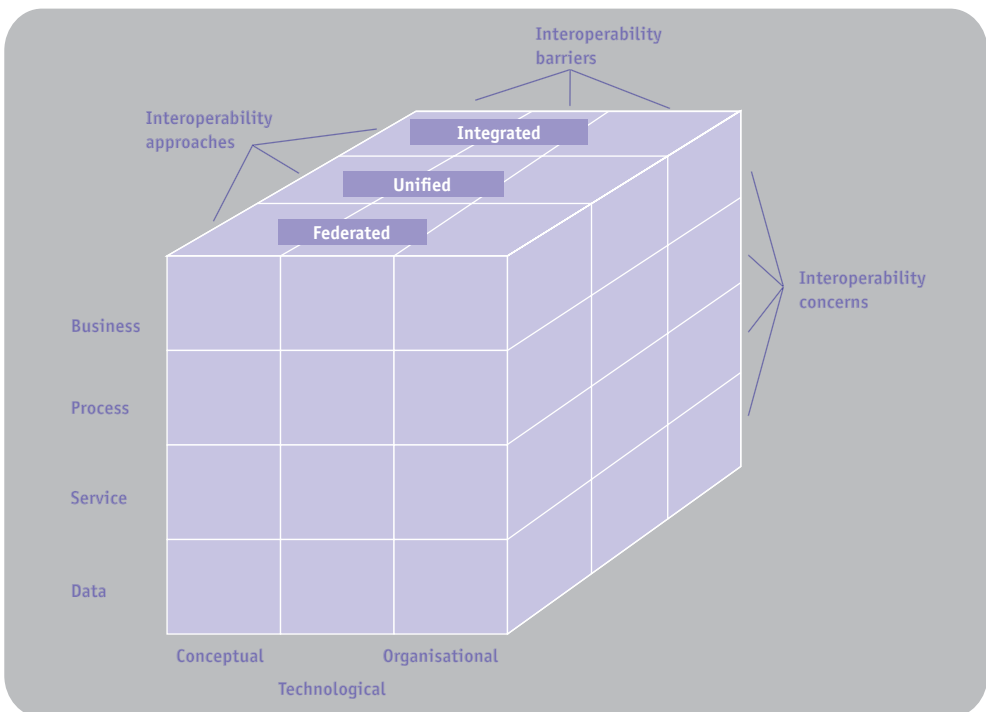 Interoperability
barriers
Interoperability
approaches
Integrated
Unified
Federated
Interoperability
concerns
Business
Process
Service
Data
Conceptual
Organisational
Technological